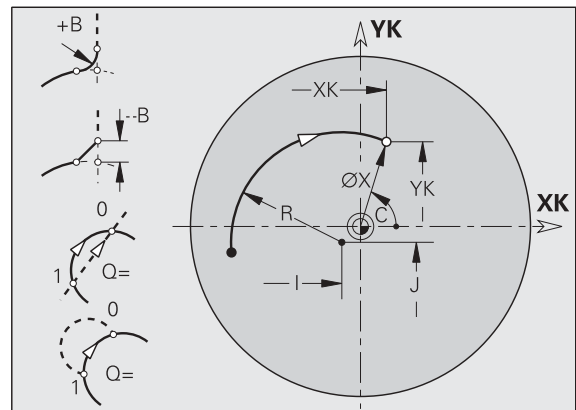 +B
--B
0
1 Q=
0
1 Q=
YK
XK
XK
YK
ØX
R
C
I
J